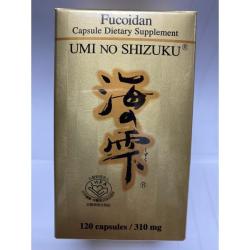 Fucoidan
Capsule Dietary Supplement
UMI NO SHIZUKU®
海
雫
®
120 capsules / 310 mg